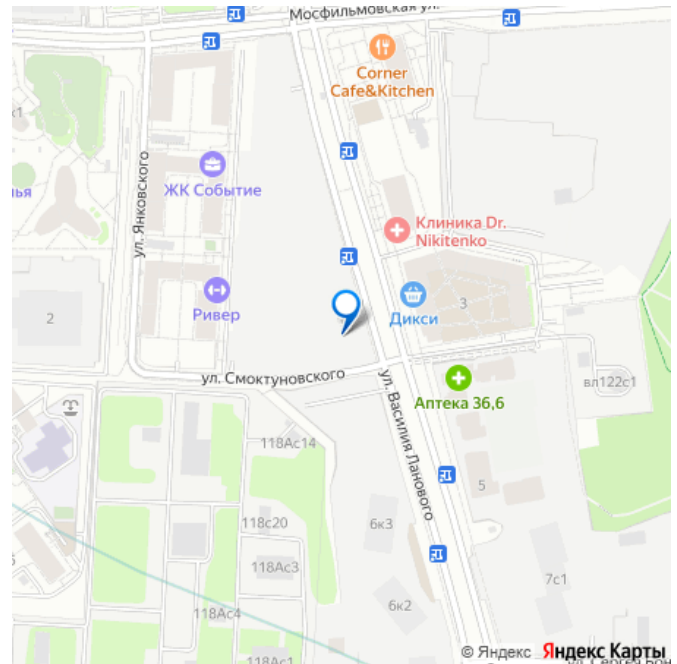 Мосфильмовская ул.
Corner
Cafe&Kitchen
ул. Янковского
ЖК Событие
Клиника Dr.
Nikitenko
3
Ривер
Дикси
2
ул. Смоктуновского
вл122с1
Аптека 36,6
ул. Василия Ланового
118Ас14
5
118с20
6к3
118Ас3
7с1
6к2
118Ас4
118Ас1
© Яндекс Яндекс Карты